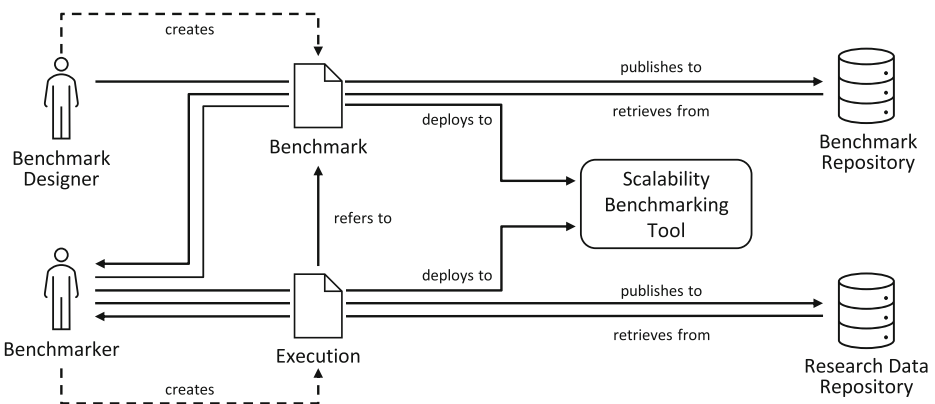 creates
publishes to
retrieves from
deploys to
Benchmark
Designer
Benchmark
Benchmark
Repository
Scalability
Benchmarking
Tool
refers to
deploys to
publishes to
retrieves from
Benchmarker
Execution
Research Data
Repository
creates